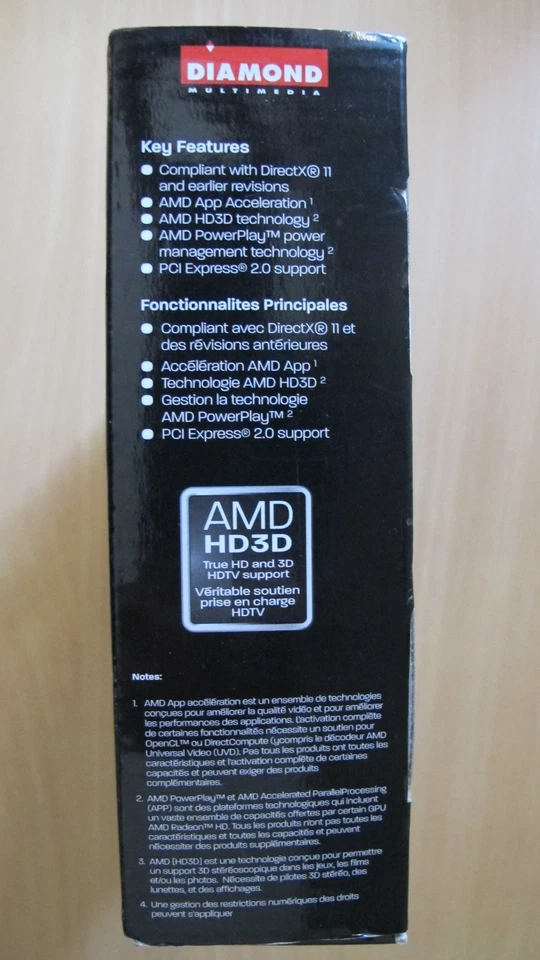 DIAMOND
MULTIMEDIA
Key Features
Compliant with DirectX® 11
and earlier revisions
AMD App Acceleration ¹
AMD HD3D technology ²
AMD PowerPlay™ power
management technology ²
PCI Express® 2.0 support
Fonctionnalites Principales
Compliant avec DirectX® 11 et
des révisions antérieures
Accélération AMD App ¹
Technologie AMD HD3D ²
Gestion la technologie
AMD PowerPlay™ ²
PCI Express® 2.0 support
AMD
HD3D
True HD and 3D
HDTV support
Véritable soutien
prise en charge
HDTV
Notes:
1. AMD App accélération est un ensemble de technologies
conçues pour améliorer la qualité vidéo et pour améliorer
les performances des applications. L'activation complète
de certaines fonctionnalités nécessite un soutien pour
OpenCL™ ou DirectCompute (ycompris le décodeur AMD
Universal Video (UVD). Pas tous les produits ont toutes les
caractéristiques et l'activation complète de certaines
capacités et peuvent exiger des produits
complémentaires.
2. AMD PowerPlay™ et AMD Accelerated ParallelProcessing
(APP) sont des plateformes technologiques qui incluent
un vaste ensemble de capacités offertes par certain GPU
AMD Radeon™ HD. Tous les produits n'ont pas toutes les
caractéristiques et toutes les capacités et peuvent
nécessiter des produits supplémentaires.
3. AMD [HD3D] est une technologie conçue pour permettre
un support 3D stéréoscopique dans les jeux, les films
et/ou les photos. Nécessite de pilotes 3D stéréo, des
lunettes, et des affichages.
4. Une gestion des restrictions numériques des droits
peuvent s'appliquer